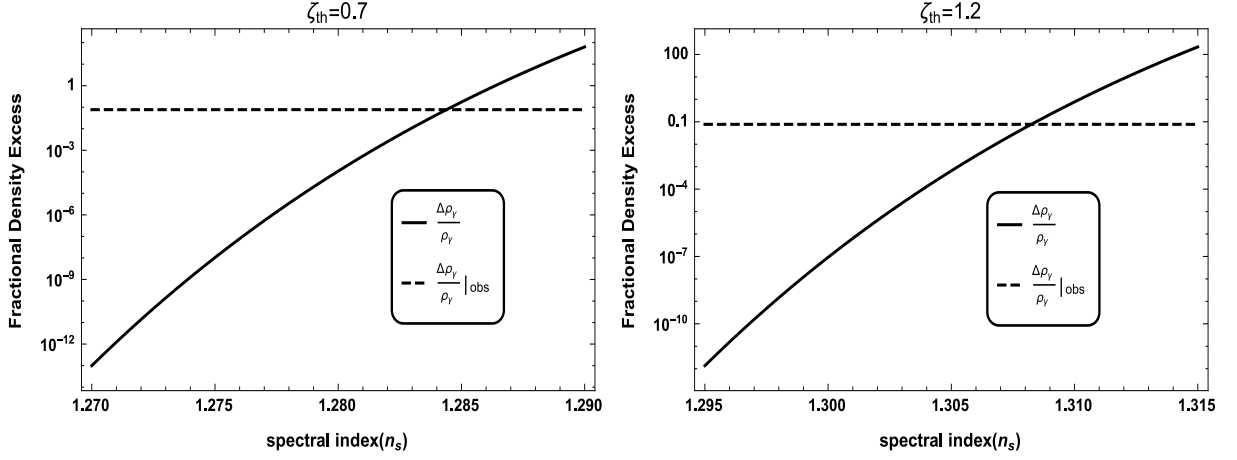 ζth=0.7
Fractional Density Excess
1
10⁻³
10⁻⁶
10⁻⁹
10⁻¹²
Δργ
ργ
Δργ
ργ
|obs
1.270 1.275 1.280 1.285 1.290
spectral index(ns)
ζth=1.2
Fractional Density Excess
100
0.1
10⁻⁴
10⁻⁷
10⁻¹⁰
Δργ
ργ
Δργ
ργ
|obs
1.295 1.300 1.305 1.310 1.315
spectral index(ns)